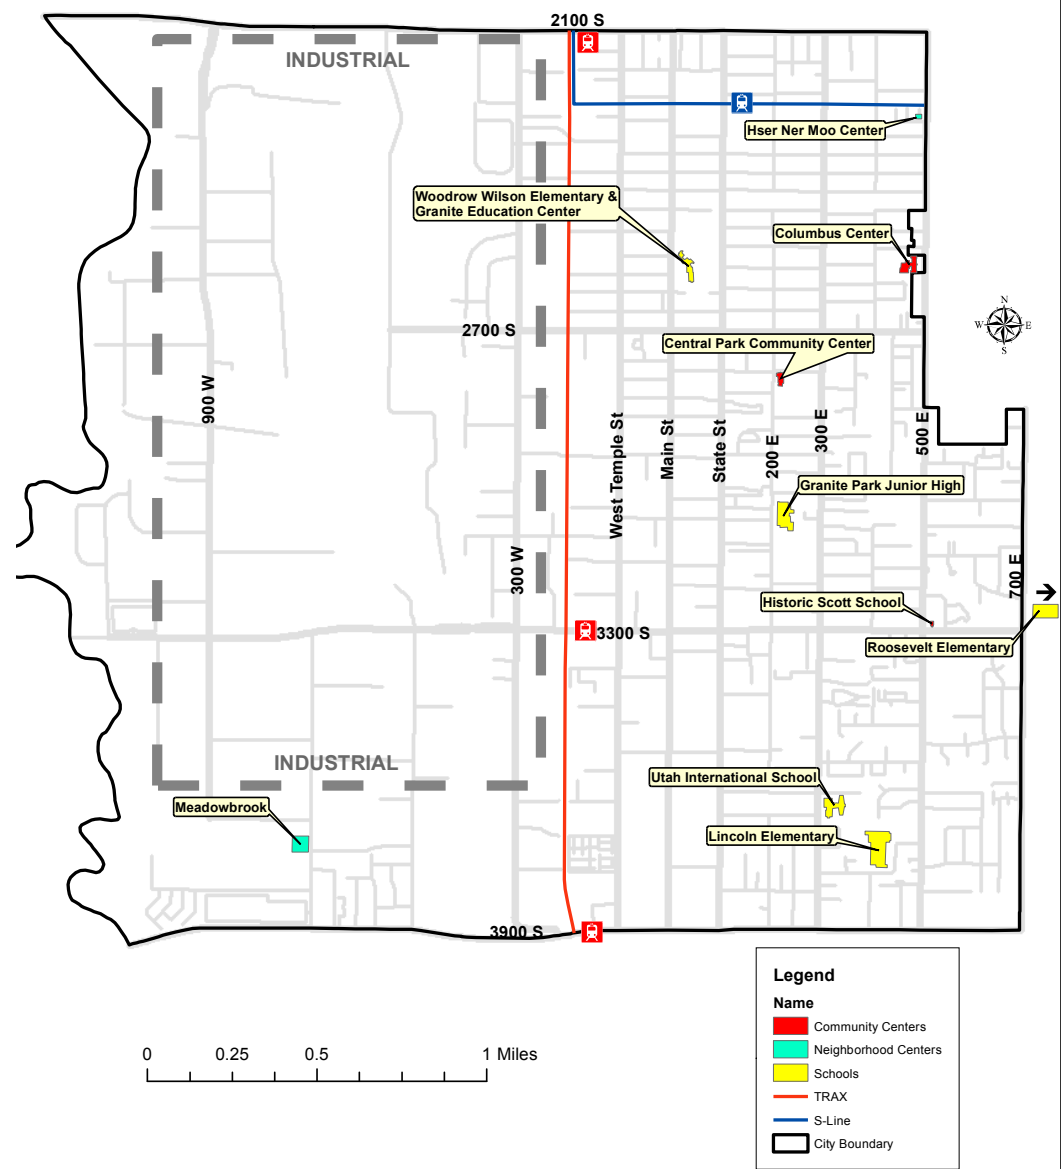 2100 S
INDUSTRIAL
Hser Ner Moo Center
Woodrow Wilson Elementary &
Granite Education Center
Columbus Center
N
W
E
S
2700 S
Central Park Community Center
900 W
West Temple St
Main St
State St
200 E
300 E
500 E
Granite Park Junior High
300 W
700 E
Historic Scott School
3300 S
Roosevelt Elementary
INDUSTRIAL
Utah International School
Meadowbrook
Lincoln Elementary
3900 S
Legend
Name
Community Centers
Neighborhood Centers
Schools
TRAX
S-Line
City Boundary
0 0.25 0.5 1 Miles